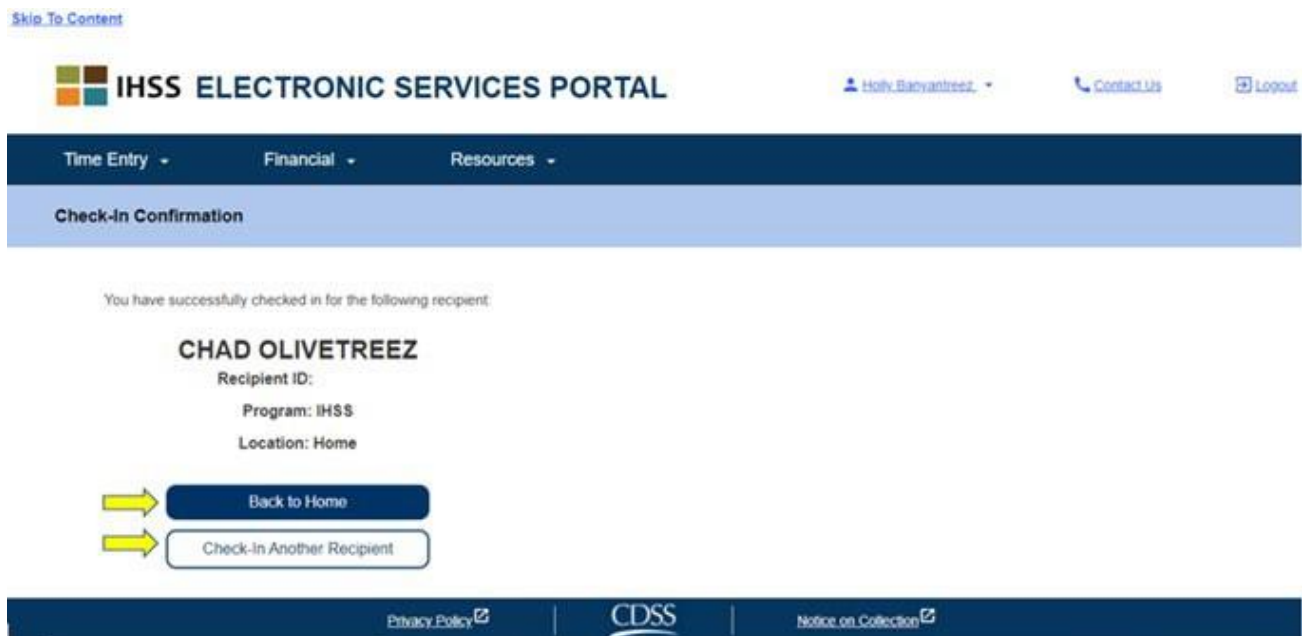 Skip To Content
IHSS ELECTRONIC SERVICES PORTAL
Holly Banyantreez
Contact Us
Logout
Time Entry
Financial
Resources
Check-In Confirmation
You have successfully checked in for the following recipient
CHAD OLIVETREEZ
Recipient ID:
Program: IHSS
Location: Home
Back to Home
Check-In Another Recipient
Privacy Policy
CDSS
Notice on Collection